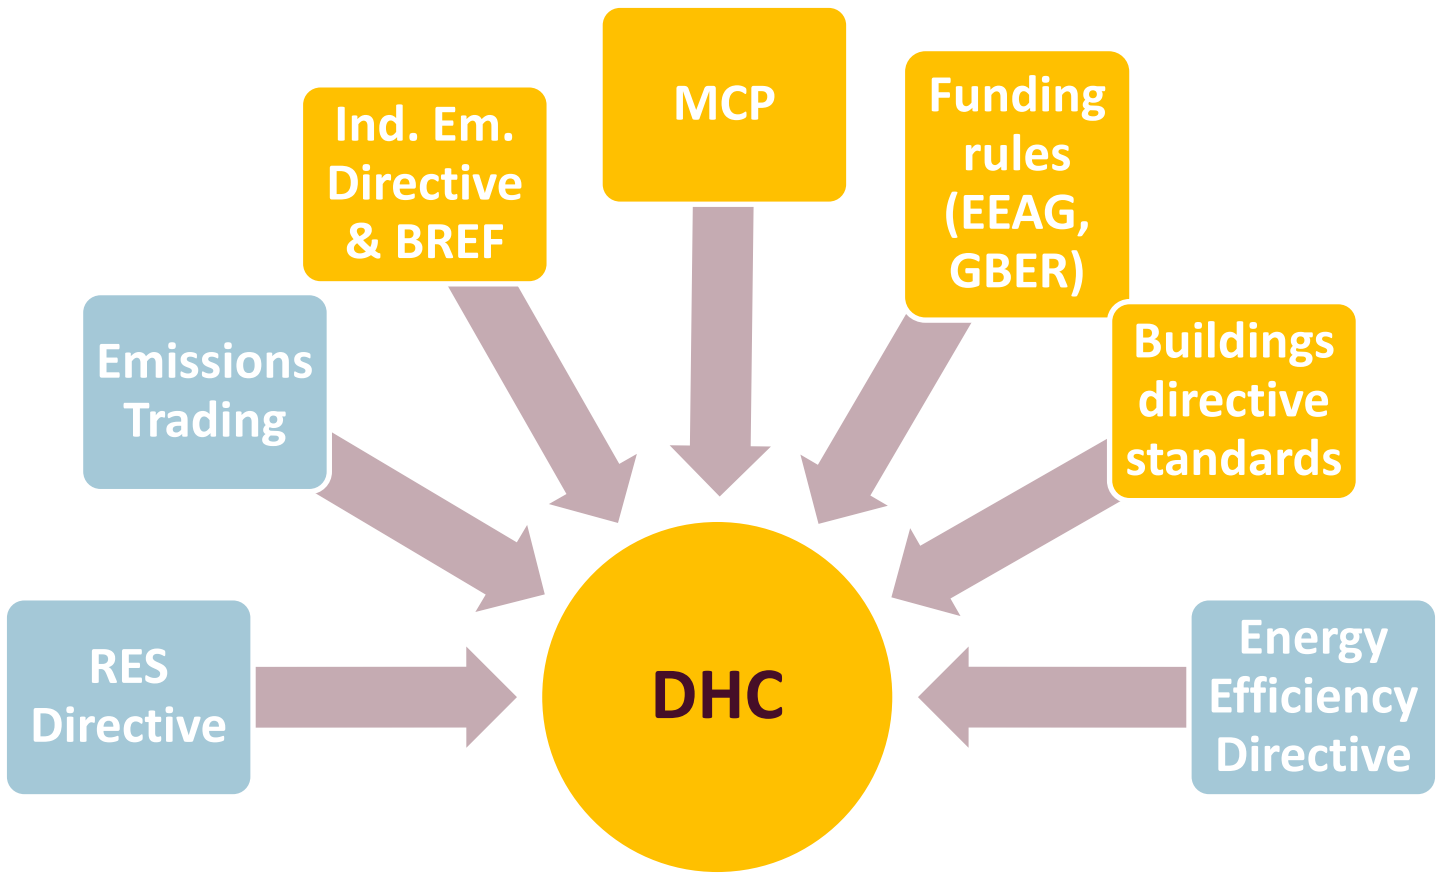 MCP
Funding
rules
(EEAG,
GBER)
Ind. Em.
Directive
& BREF
Buildings
directive
standards
Emissions
Trading
RES
Directive
DHC
Energy
Efficiency
Directive